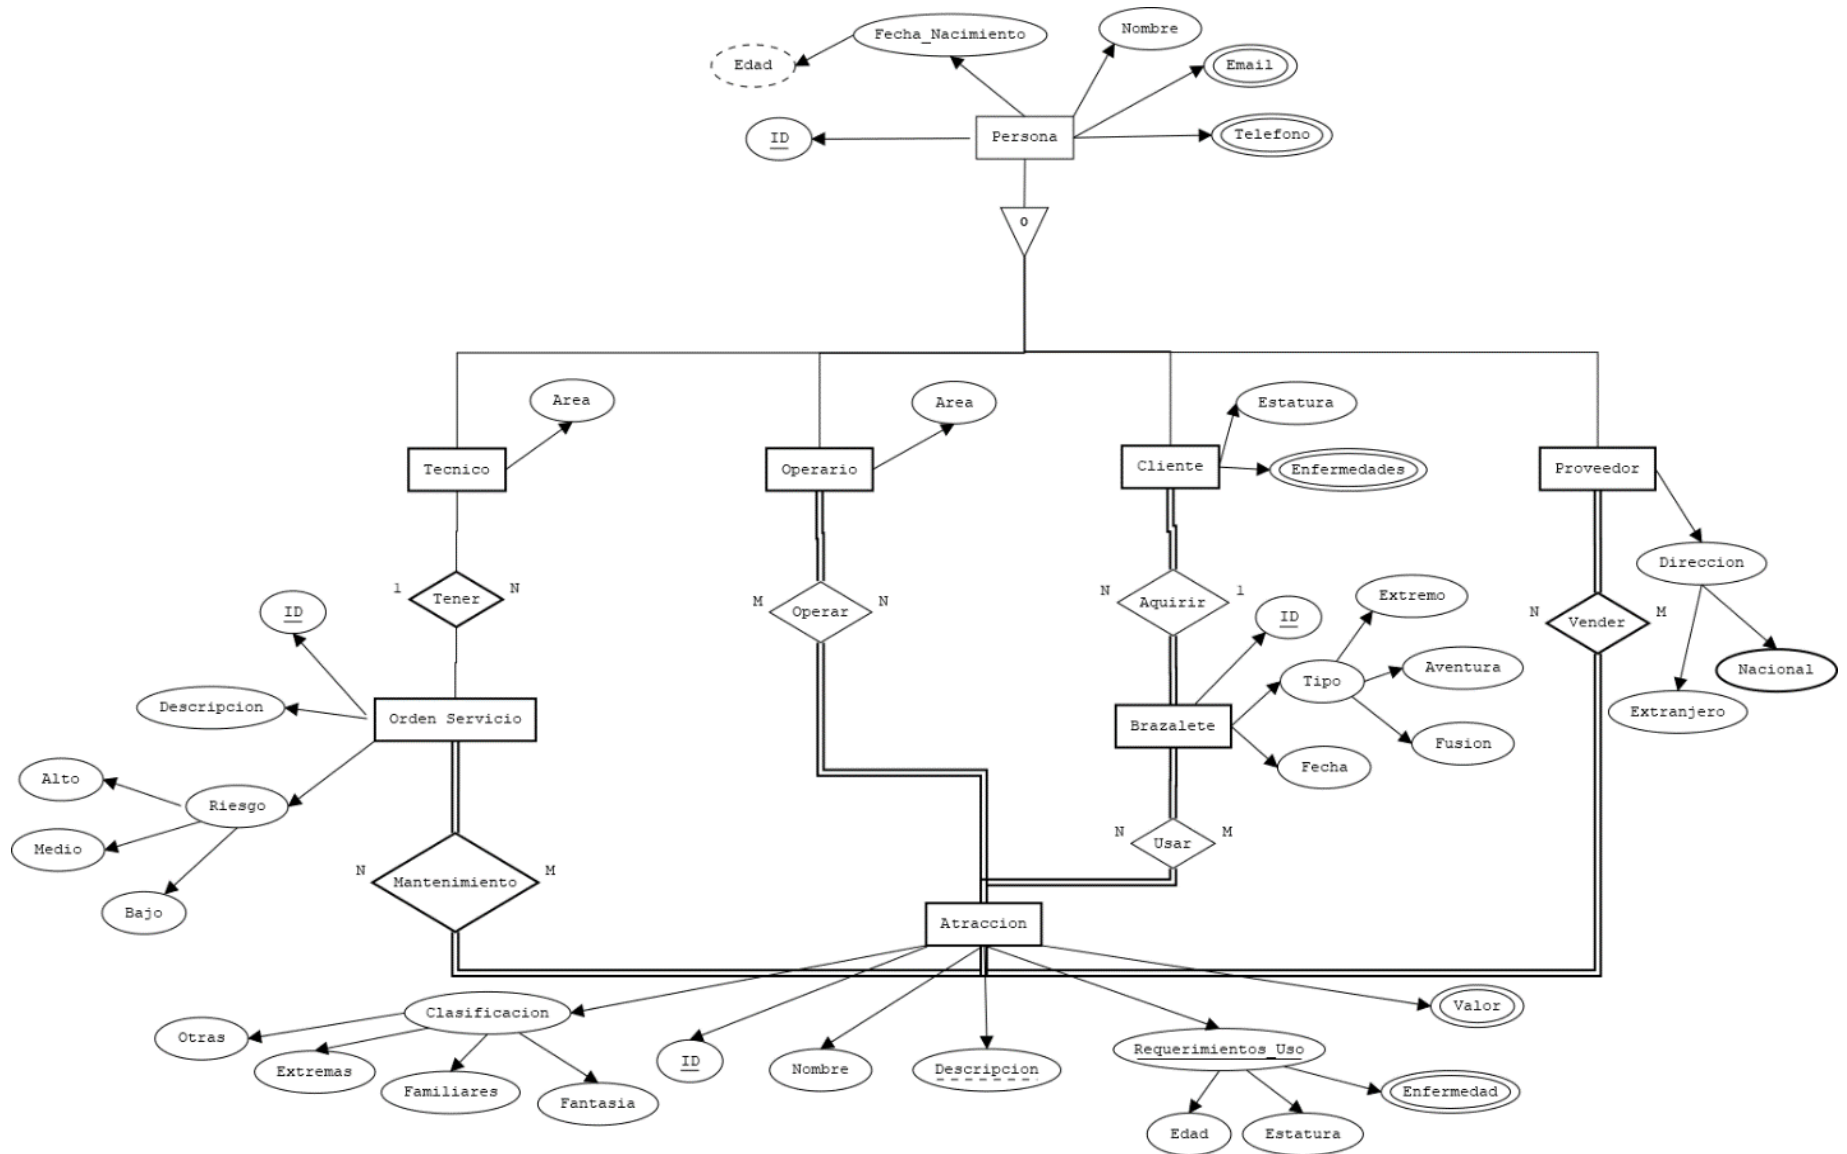 Fecha_Nacimiento
Nombre
Edad
Email
ID
Persona
Telefono
O
Area
Area
Estatura
Tecnico
Operario
Cliente
Enfermedades
Proveedor
Direccion
1
Tener
N
ID
M
Operar
N
N
Aquirir
1
ID
Extremo
N
Vender
M
Descripcion
Orden Servicio
Brazalete
Tipo
Aventura
Nacional
Extranjero
Fusion
Fecha
Alto
Riesgo
Medio
Bajo
N
Mantenimiento
M
N
Usar
M
Atraccion
Clasificacion
Otras
Extremas
Familiares
Fantasia
ID
Nombre
Descripcion
Requerimientos_Uso
Valor
Enfermedad
Edad
Estatura